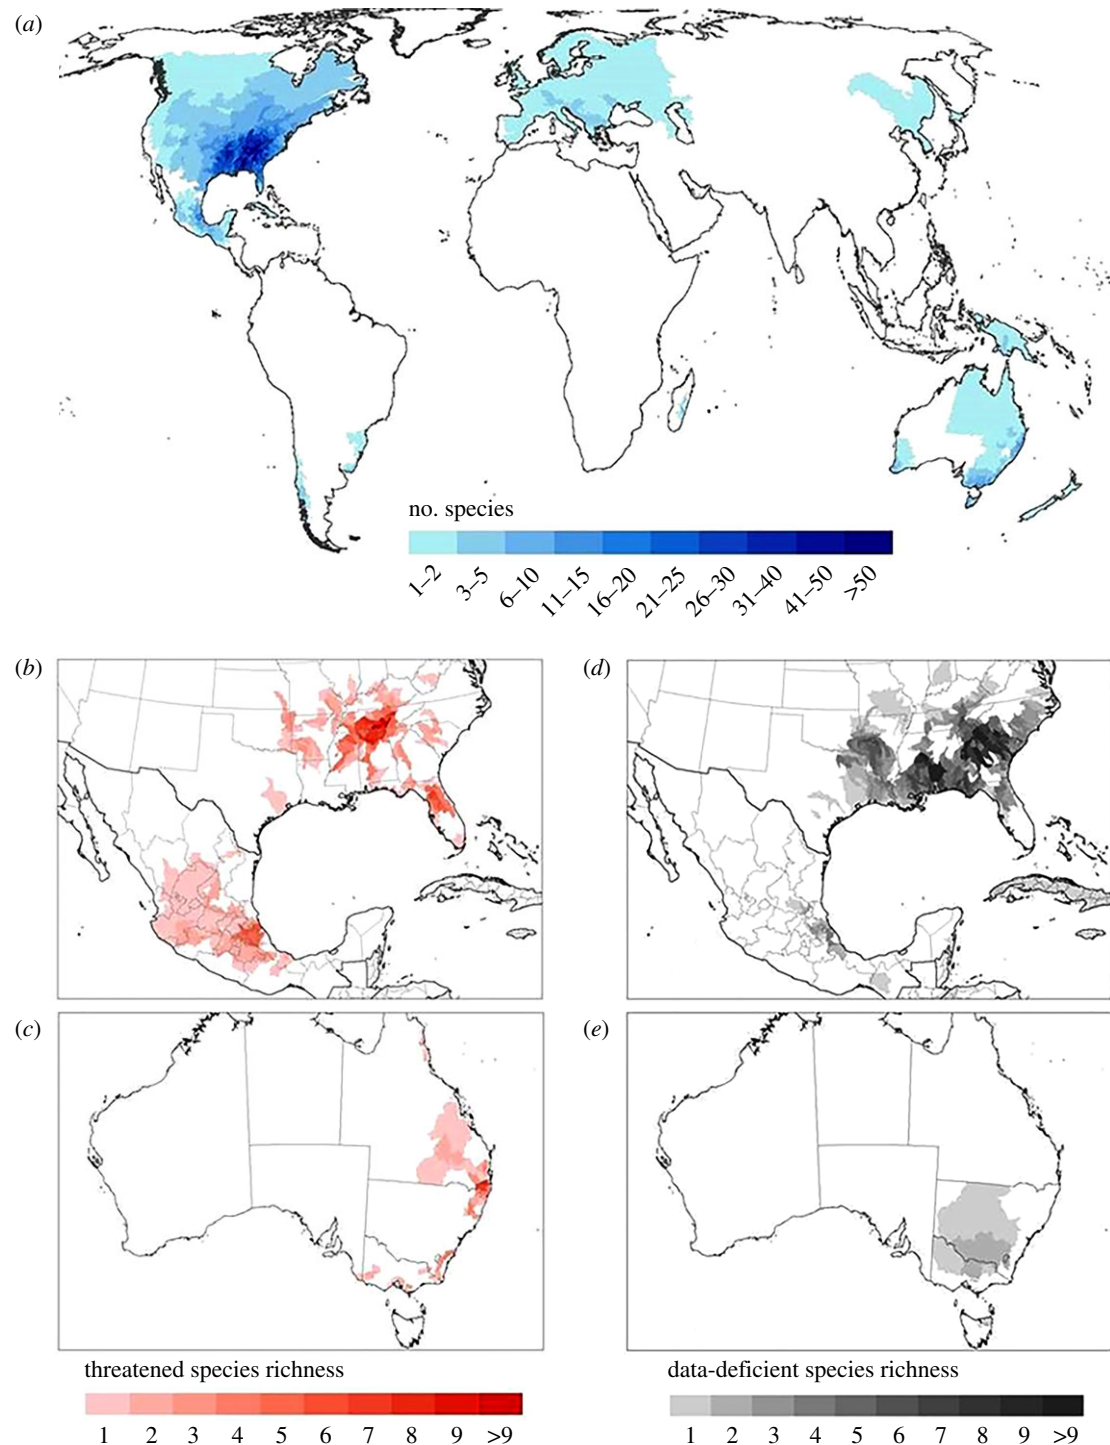 (a)
no. species
1–2 3–5 6–10 11–15 16–20 21–25 26–30 31–40 41–50 >50
(b)
(d)
(c)
(e)
threatened species richness
1 2 3 4 5 6 7 8 9 >9
data-deficient species richness
1 2 3 4 5 6 7 8 9 >9